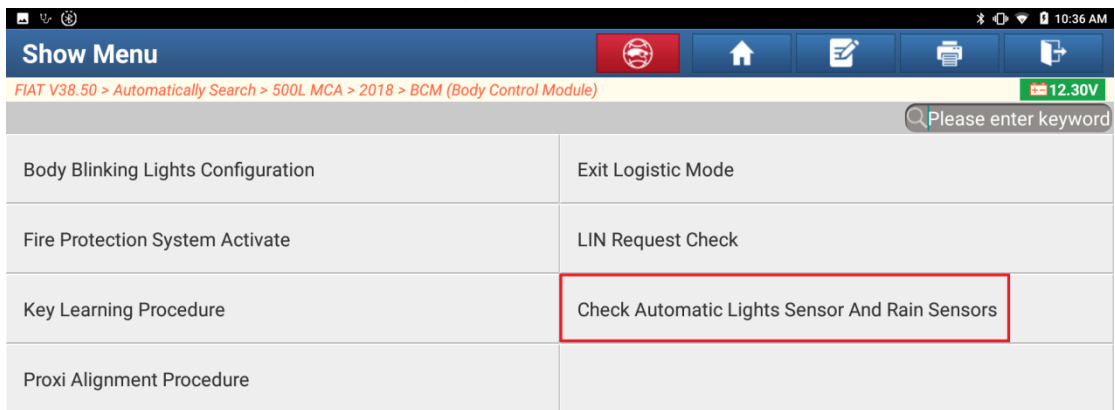 10:36 AM
Show Menu
FIAT V38.50 > Automatically Search > 500L MCA > 2018 > BCM (Body Control Module)
12.30V
Please enter keyword
Body Blinking Lights Configuration
Exit Logistic Mode
Fire Protection System Activate
LIN Request Check
Key Learning Procedure
Check Automatic Lights Sensor And Rain Sensors
Proxi Alignment Procedure